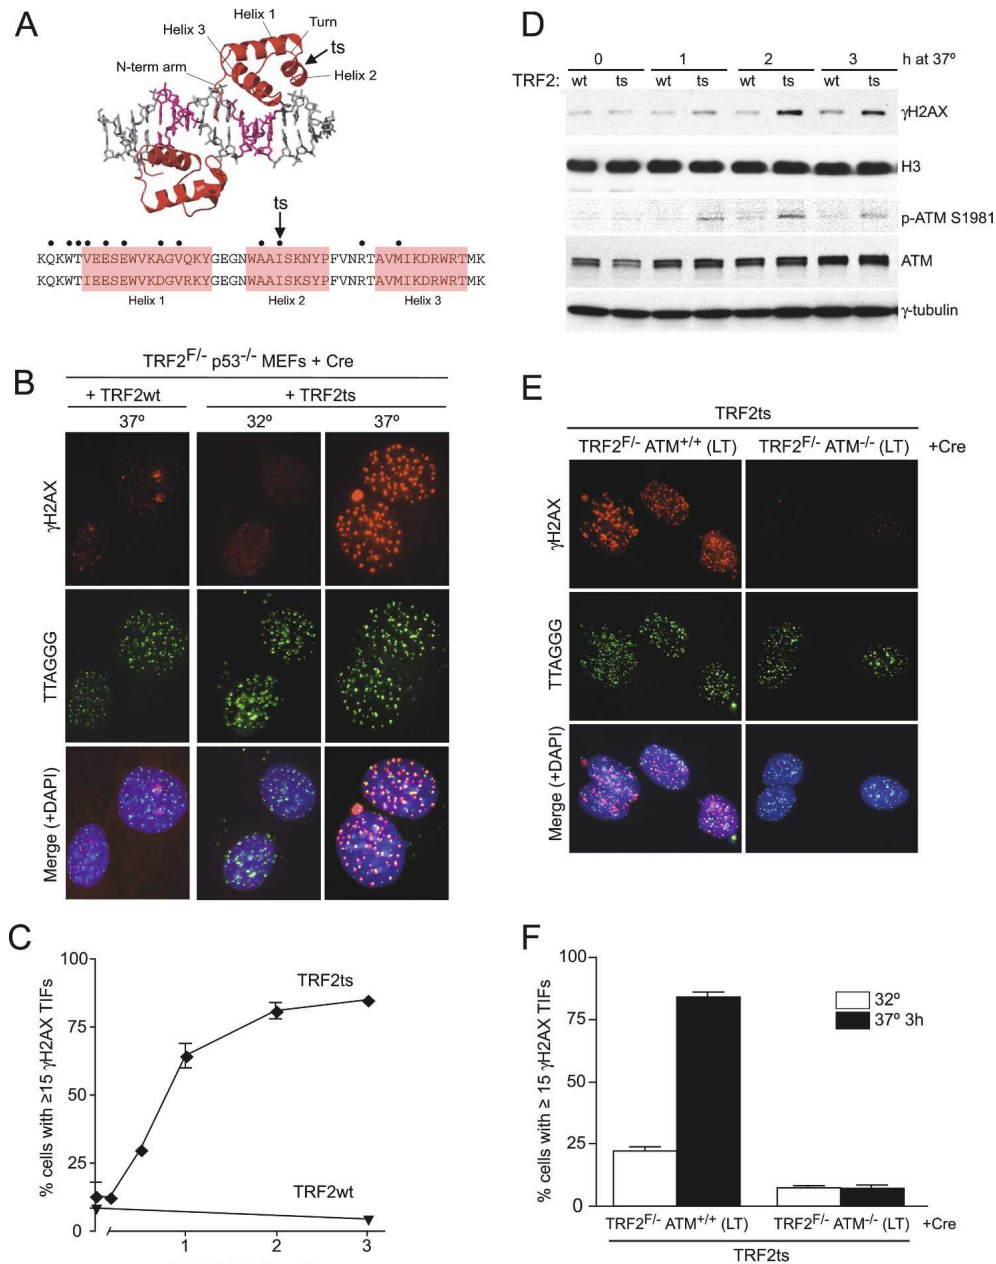 A
Helix 1
Helix 3
Turn
ts
N-term arm
Helix 2
ts
KQKWTVEESEWVKAGVQKYGEGNWAAISKNYPFVNRTAVMIKDRWRTMK
KQKWTIEESEWVKDGVRKYGEGNWAAISKSYPFVNRTAVMIKDRWRTMK
Helix 1
Helix 2
Helix 3
B
TRF2F/- p53-/- MEFs + Cre
+ TRF2wt
+ TRF2ts
37º
32º
37º
γH2AX
TTAGGG
Merge (+DAPI)
C
% cells with ≥15 γH2AX TIFs
100
75
50
25
0
TRF2ts
TRF2wt
1
2
3
D
0
1
2
3
h at 37º
TRF2:
wt
ts
wt
ts
wt
ts
wt
ts
γH2AX
H3
p-ATM S1981
ATM
γ-tubulin
E
TRF2ts
TRF2F/- ATM+/+ (LT)
TRF2F/- ATM-/- (LT)
+Cre
γH2AX
TTAGGG
Merge (+DAPI)
F
% cells with ≥ 15 γH2AX TIFs
100
75
50
25
0
32º
37º 3h
TRF2F/- ATM+/+ (LT)
TRF2F/- ATM-/- (LT)
+Cre
TRF2ts